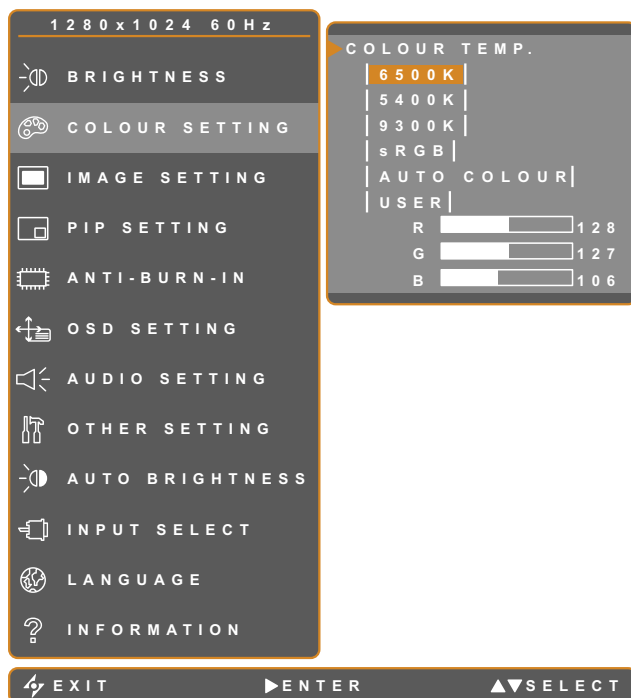 1280x1024 60Hz
BRIGHTNESS
COLOUR SETTING
IMAGE SETTING
PIP SETTING
ANTI-BURN-IN
OSD SETTING
AUDIO SETTING
OTHER SETTING
AUTO BRIGHTNESS
INPUT SELECT
LANGUAGE
INFORMATION
COLOUR TEMP.
6500K
5400K
9300K
sRGB
AUTO COLOUR
USER
R 128
G 127
B 106
EXIT ENTER SELECT